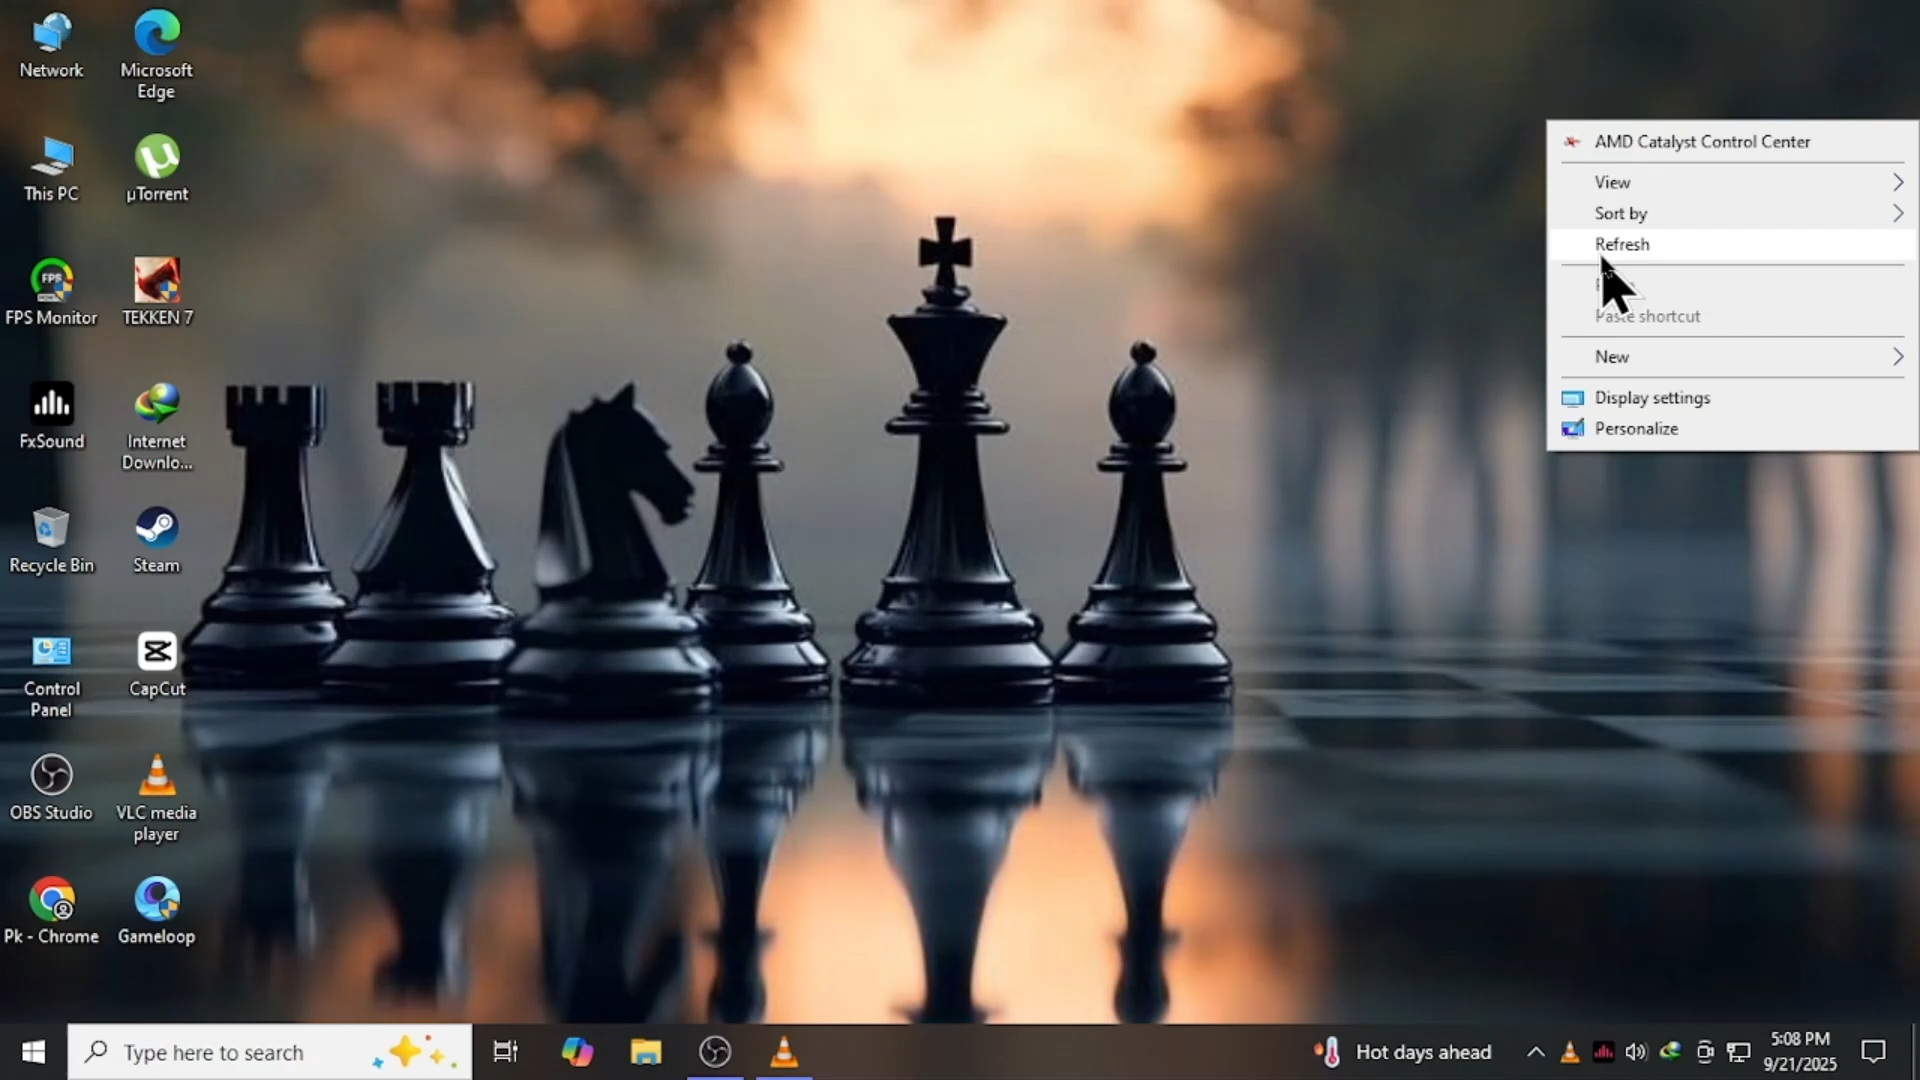 Network
Microsoft
Edge
This PC
µTorrent
FPS
FPS Monitor
TEKKEN 7
FxSound
Internet
Downlo...
Recycle Bin
Steam
Control
Panel
CapCut
OBS Studio
VLC media
player
Pk - Chrome
Gameloop
AMD Catalyst Control Center
View
Sort by
Refresh
Paste shortcut
New
Display settings
Personalize
Type here to search
Hot days ahead
5:08 PM
9/21/2025